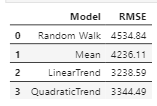 Model RMSE
0 Random Walk 4534.84
1 Mean 4236.11
2 LinearTrend 3238.59
3 QuadraticTrend 3344.49